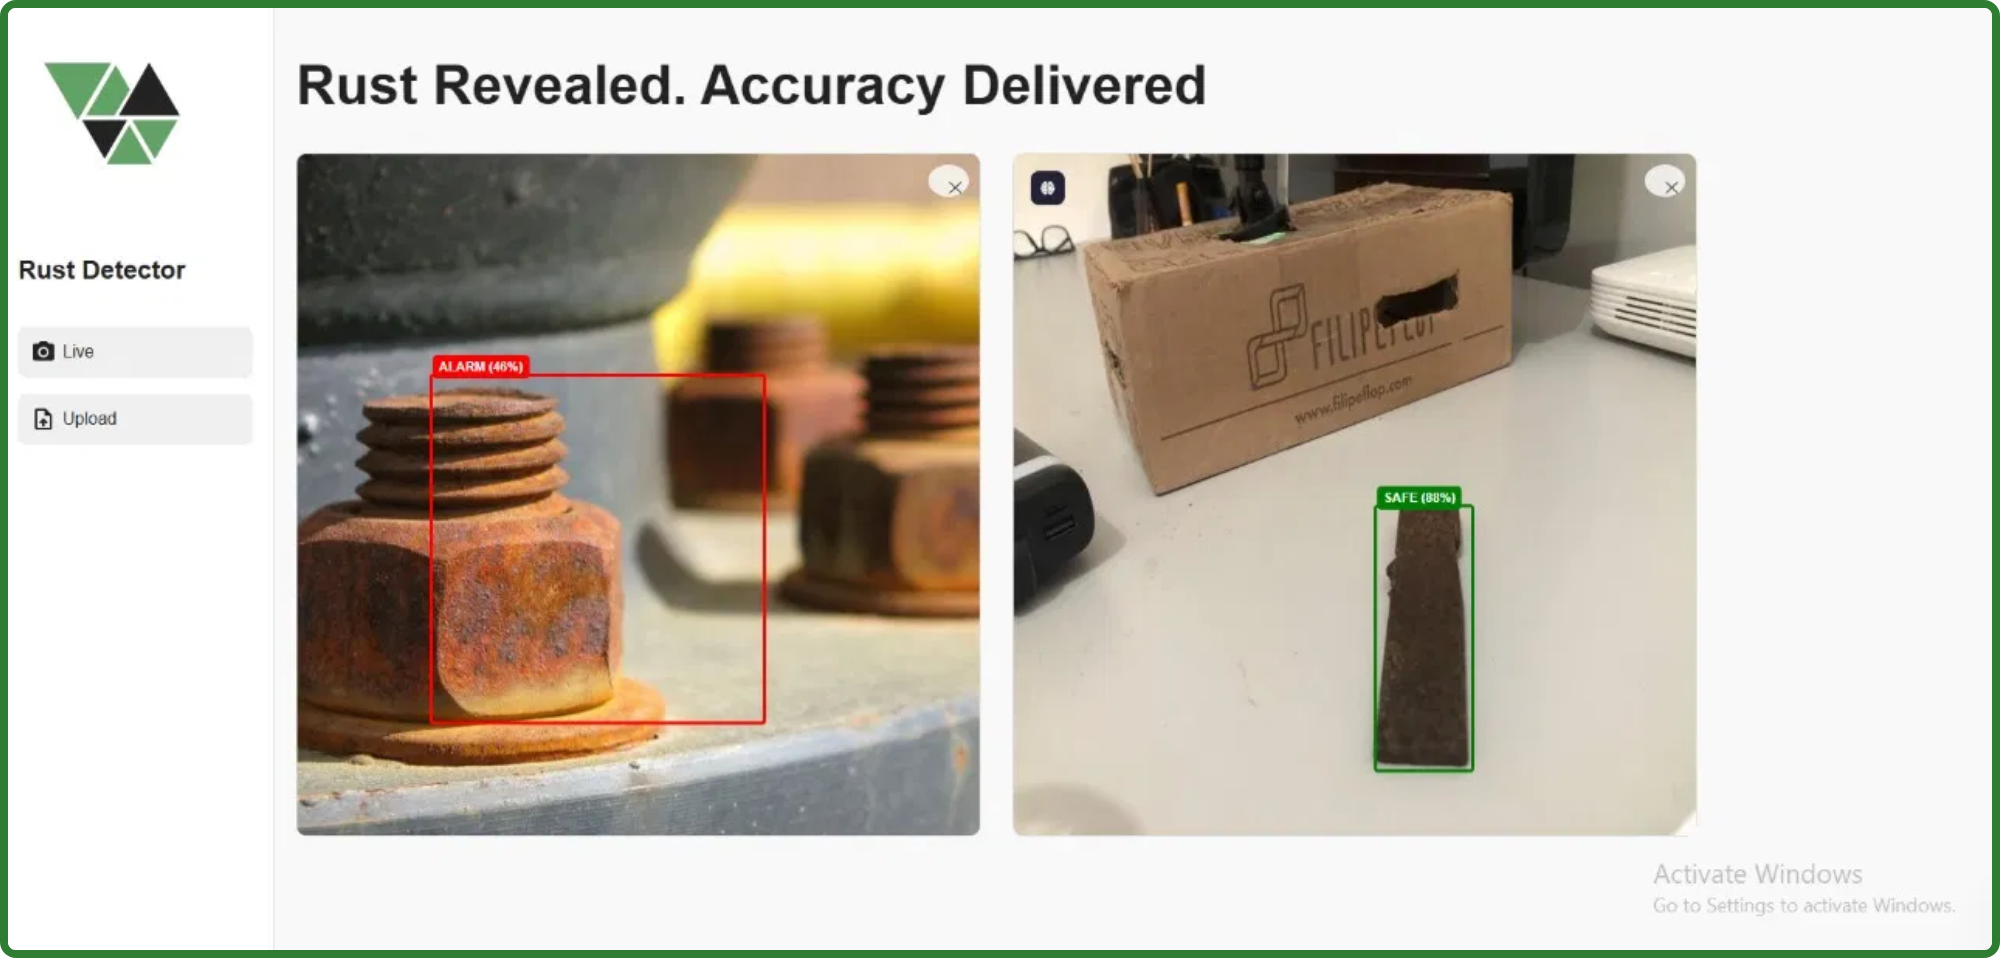 Rust Revealed. Accuracy Delivered
Rust Detector
Live
Upload
ALARM (46%)
FILIPEFLOP
www.filipeflop.com
SAFE (88%)
Activate Windows
Go to Settings to activate Windows.